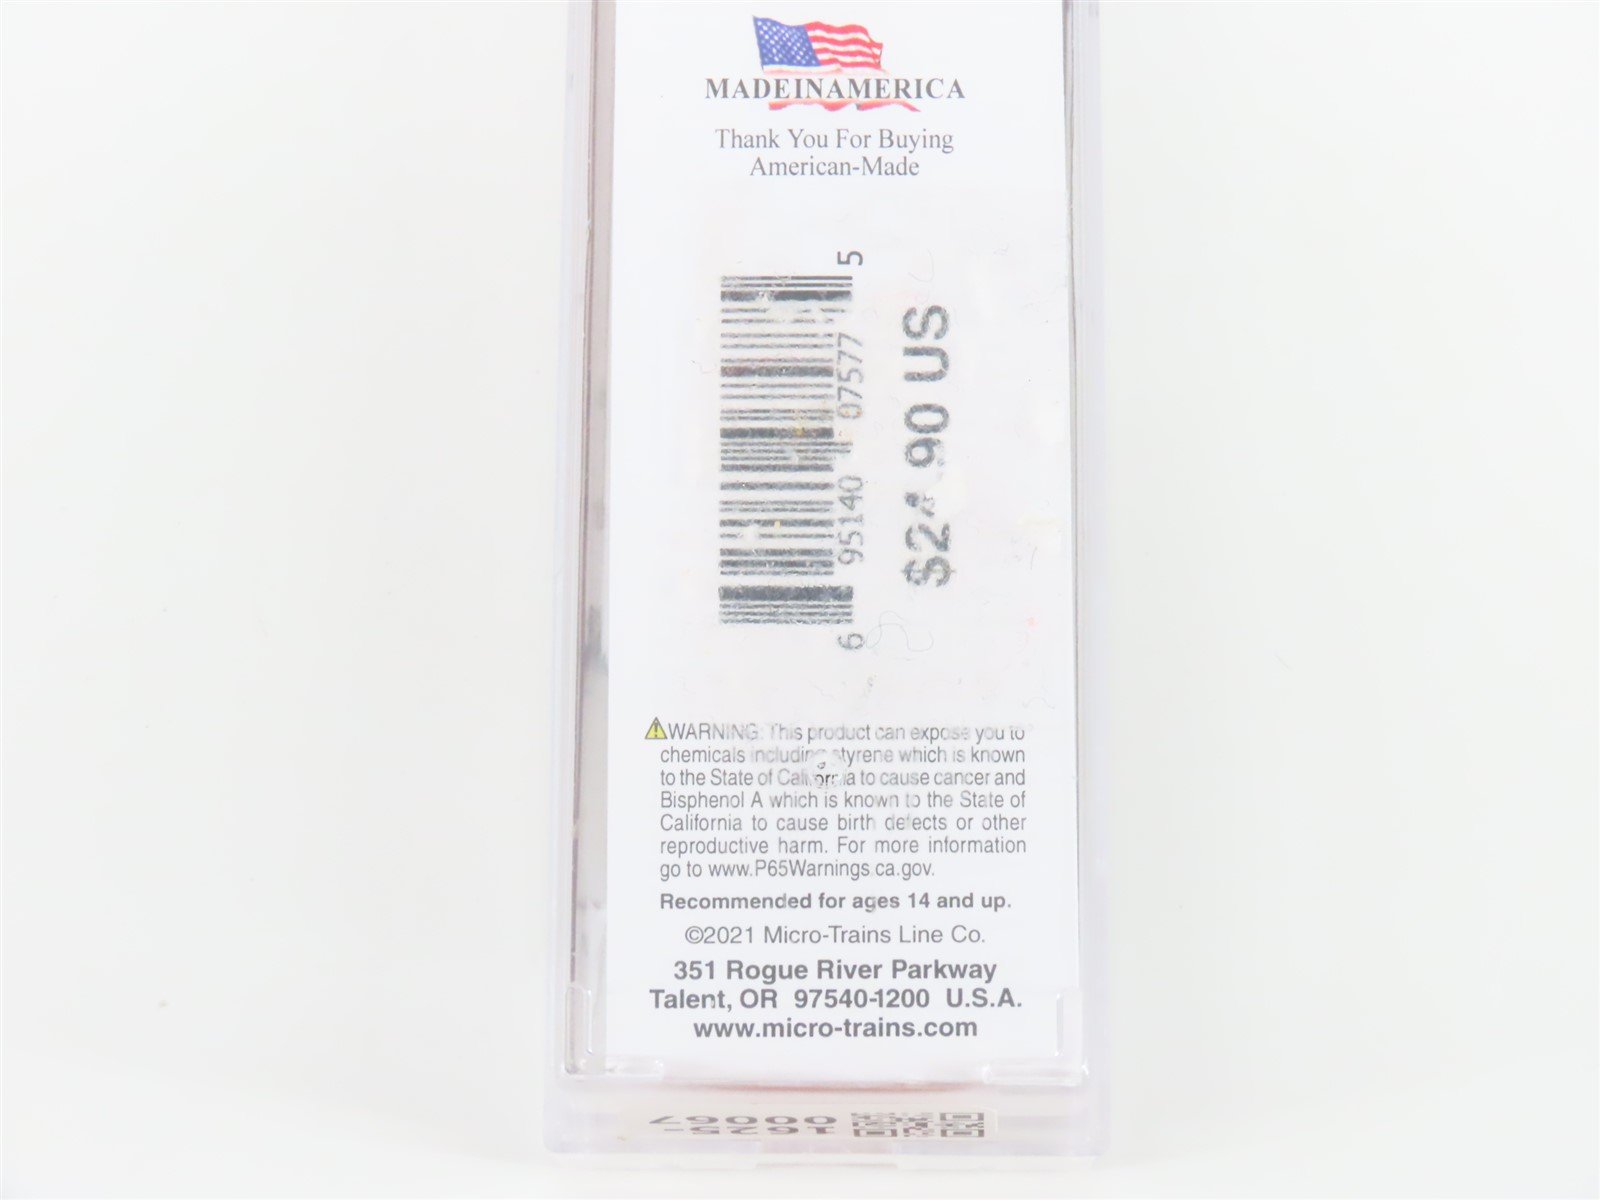 MADEINAMERICA
Thank You For Buying
American-Made
6 95140 07577 5
$24.90 US
WARNING: This product can expose you to
chemicals including styrene which is known
to the State of California to cause cancer and
Bisphenol A which is known to the State of
California to cause birth defects or other
reproductive harm. For more information
go to www.P65Warnings.ca.gov.
Recommended for ages 14 and up.
©2021 Micro-Trains Line Co.
351 Rogue River Parkway
Talent, OR 97540-1200 U.S.A.
www.micro-trains.com
16725-
00067